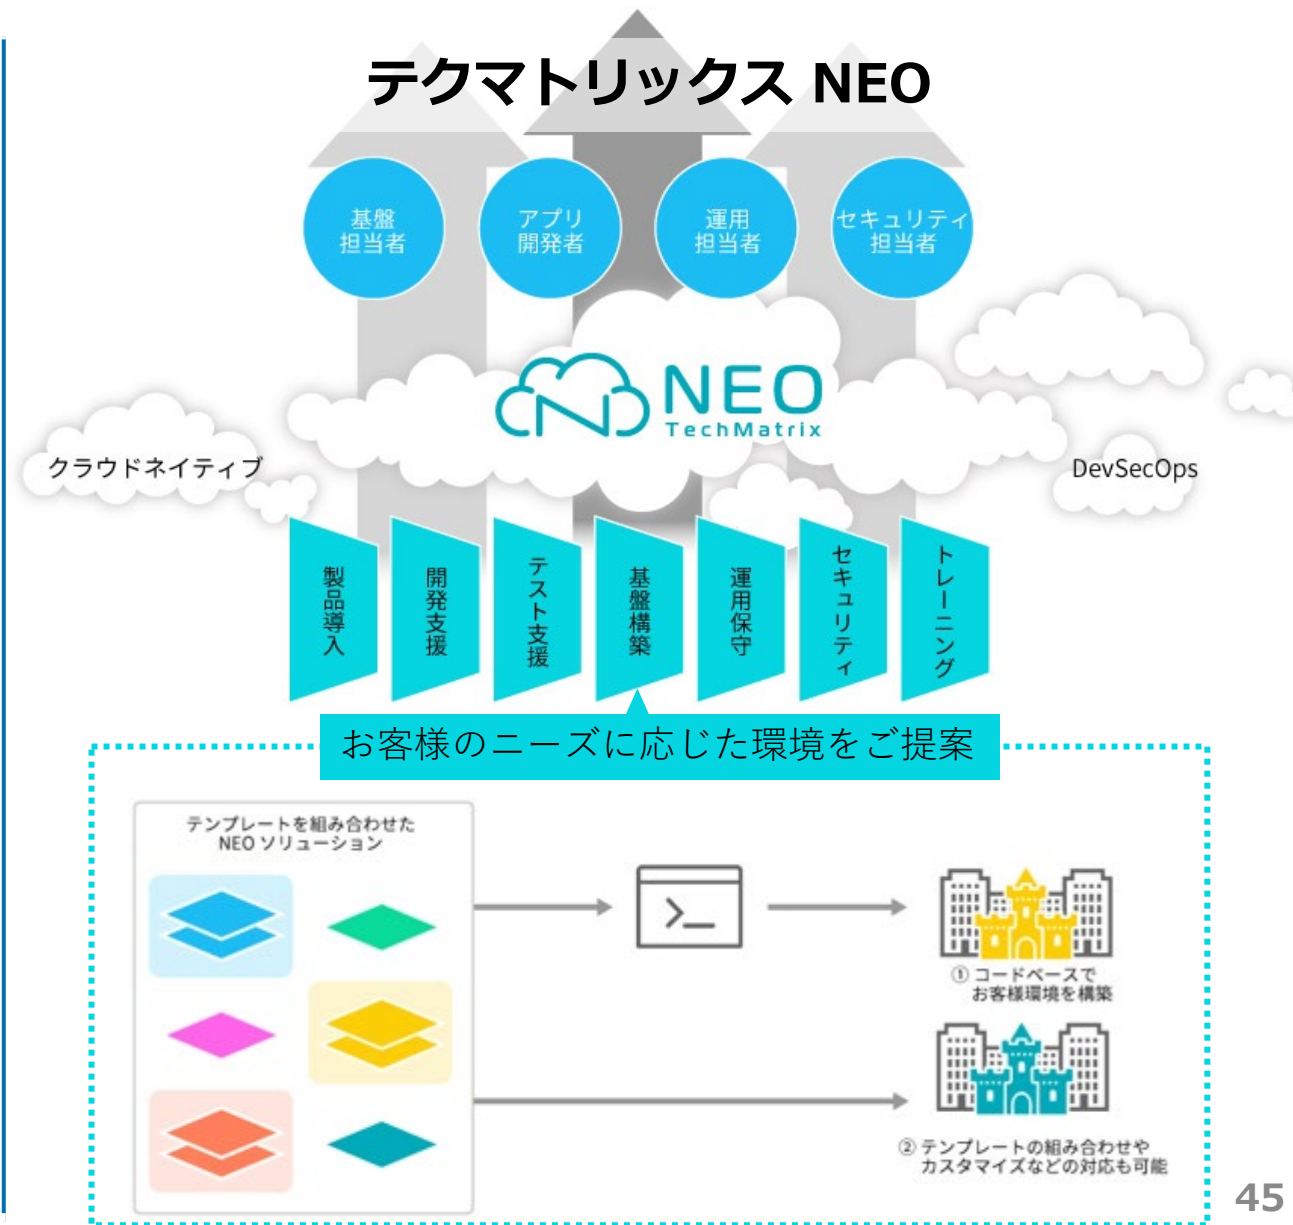 テクマトリックス NEO
基盤
担当者
アプリ
開発者
運用
担当者
セキュリティ
担当者
NEO
TechMatrix
クラウドネイティブ
DevSecOps
製品導入
開発支援
テスト支援
基盤構築
運用保守
セキュリティ
トレーニング
お客様のニーズに応じた環境をご提案
テンプレートを組み合わせた
NEO ソリューション
>_
① コードベースで
お客様環境を構築
② テンプレートの組み合わせや
カスタマイズなどの対応も可能
45